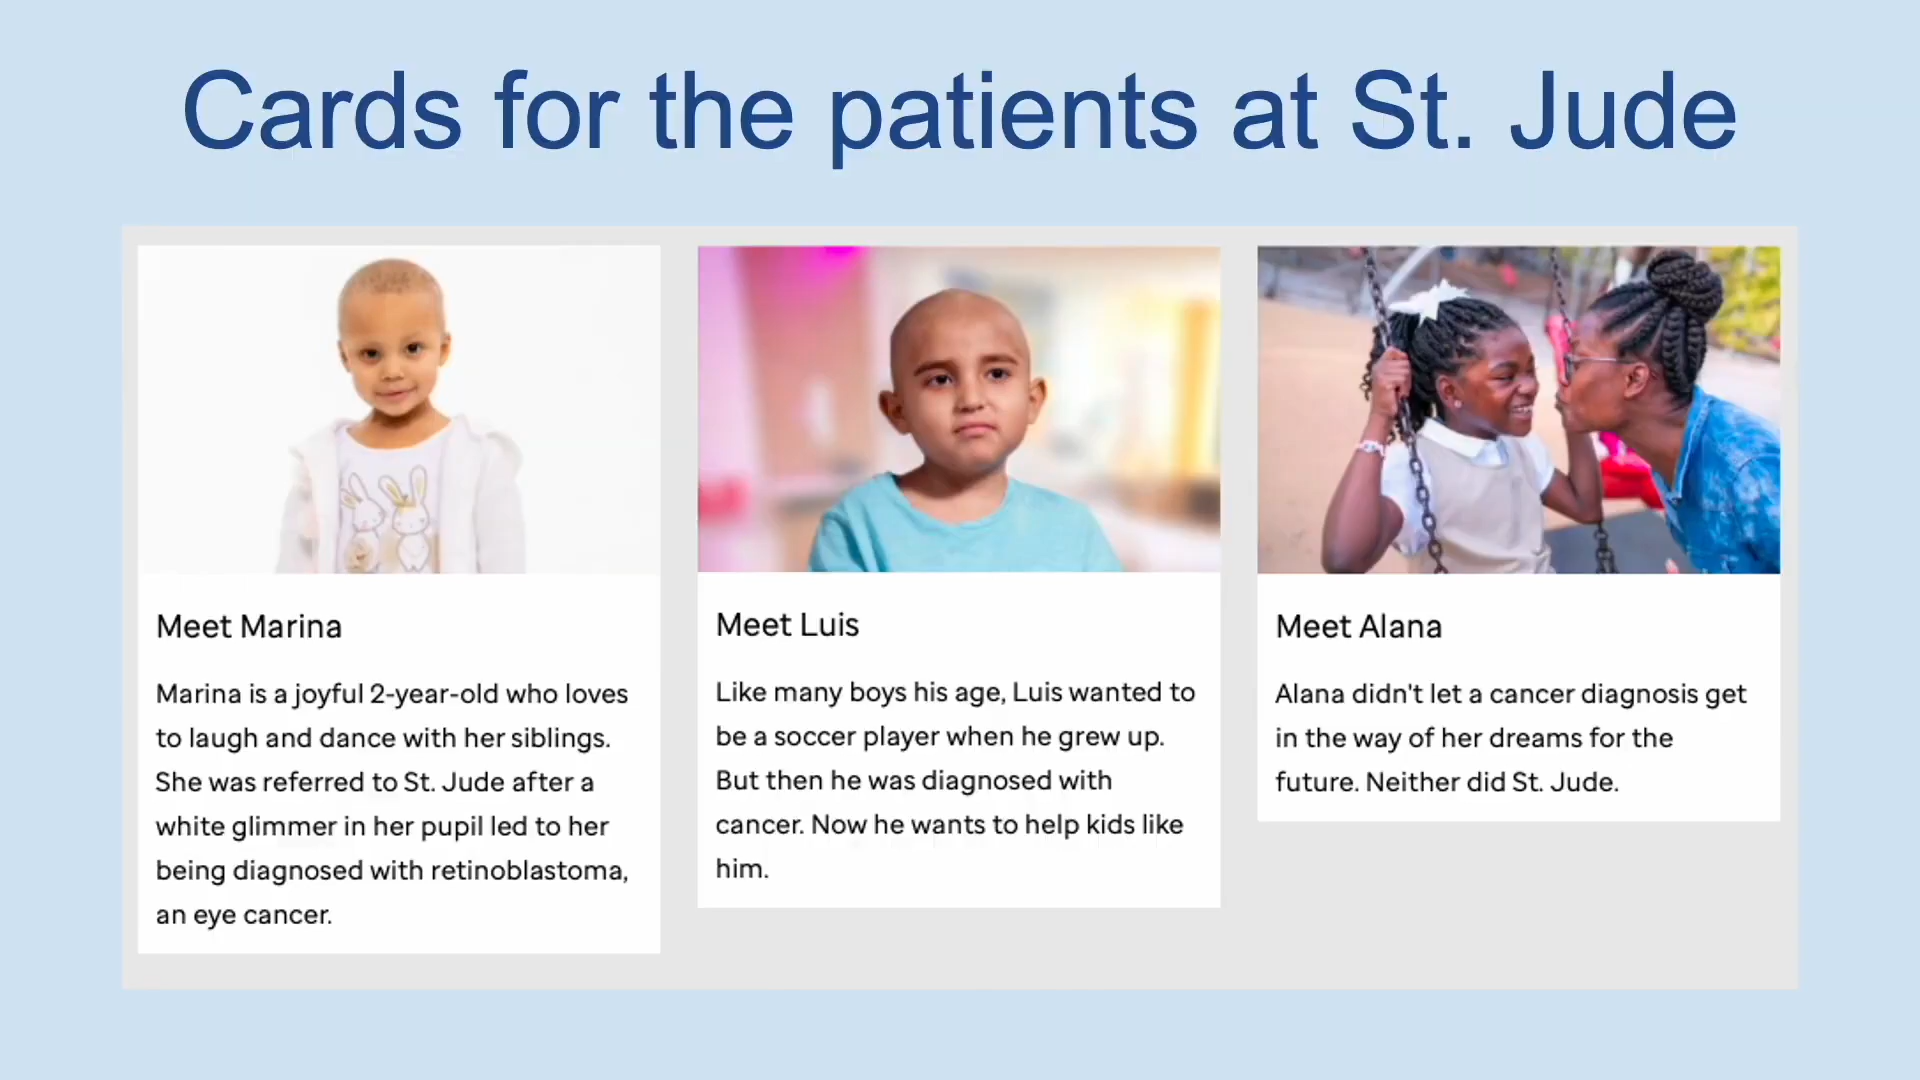 Cards for the patients at St. Jude
Meet Marina
Marina is a joyful 2-year-old who loves
to laugh and dance with her siblings.
She was referred to St. Jude after a
white glimmer in her pupil led to her
being diagnosed with retinoblastoma,
an eye cancer.
Meet Luis
Like many boys his age, Luis wanted to
be a soccer player when he grew up.
But then he was diagnosed with
cancer. Now he wants to help kids like
him.
Meet Alana
Alana didn't let a cancer diagnosis get
in the way of her dreams for the
future. Neither did St. Jude.